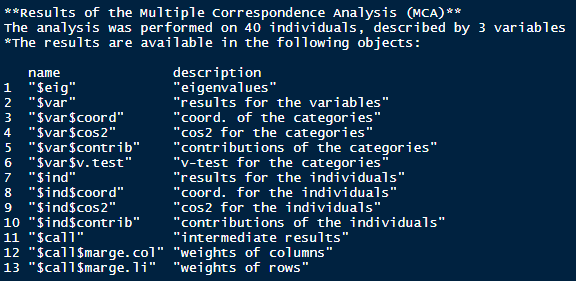 **Results of the Multiple Correspondence Analysis (MCA)**
The analysis was performed on 40 individuals, described by 3 variables
*The results are available in the following objects:
name description
1 "$eig" "eigenvalues"
2 "$var" "results for the variables"
3 "$var$coord" "coord. of the categories"
4 "$var$cos2" "cos2 for the categories"
5 "$var$contrib" "contributions of the categories"
6 "$var$v.test" "v-test for the categories"
7 "$ind" "results for the individuals"
8 "$ind$coord" "coord. for the individuals"
9 "$ind$cos2" "cos2 for the individuals"
10 "$ind$contrib" "contributions of the individuals"
11 "$call" "intermediate results"
12 "$call$marge.col" "weights of columns"
13 "$call$marge.li" "weights of rows"